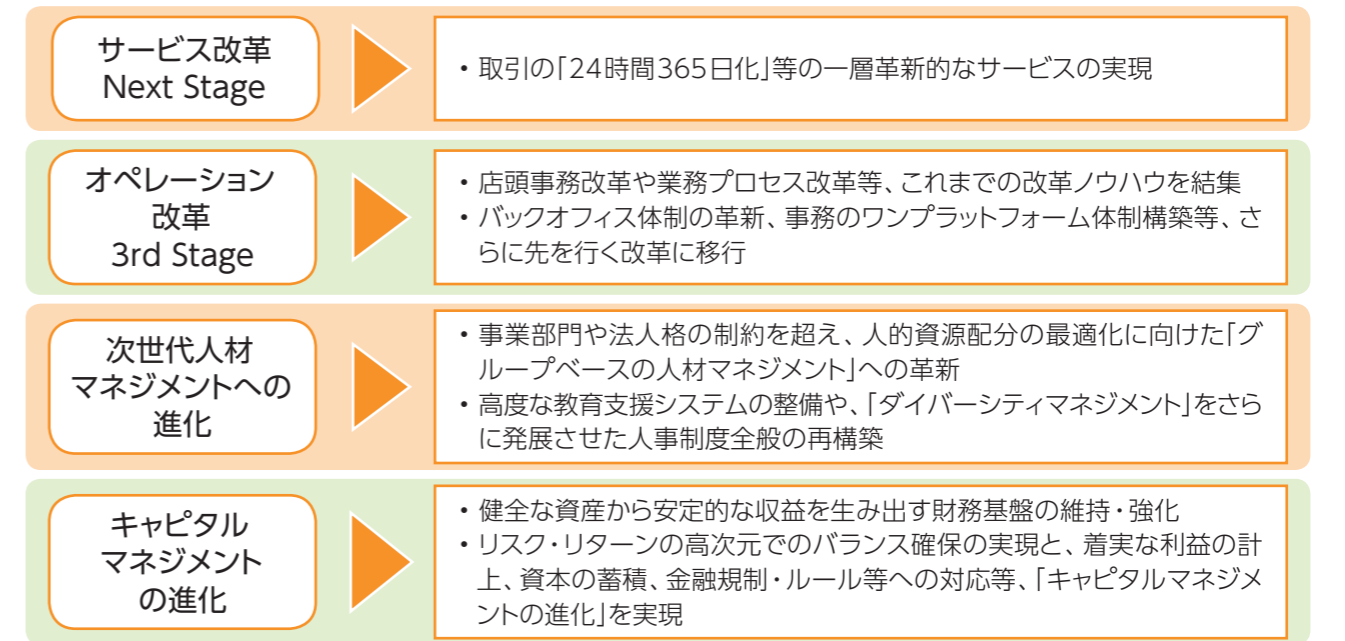 サービス改革
Next Stage
・取引の「24時間365日化」等の一層革新的なサービスの実現
オペレーション
改革
3rd Stage
・店頭事務改革や業務プロセス改革等、これまでの改革ノウハウを結集
・バックオフィス体制の革新、事務のワンプラットフォーム体制構築等、さ
らに先を行く改革に移行
次世代人材
マネジメントへの
進化
・事業部門や法人格の制約を超え、人的資源配分の最適化に向けた「グ
ループベースの人材マネジメント」への革新
・高度な教育支援システムの整備や、「ダイバーシティマネジメント」をさら
に発展させた人事制度全般の再構築
キャピタル
マネジメント
の進化
・健全な資産から安定的な収益を生み出す財務基盤の維持・強化
・リスク・リターンの高次元でのバランス確保の実現と、着実な利益の計
上、資本の蓄積、金融規制・ルール等への対応等、「キャピタルマネジメ
ントの進化」を実現